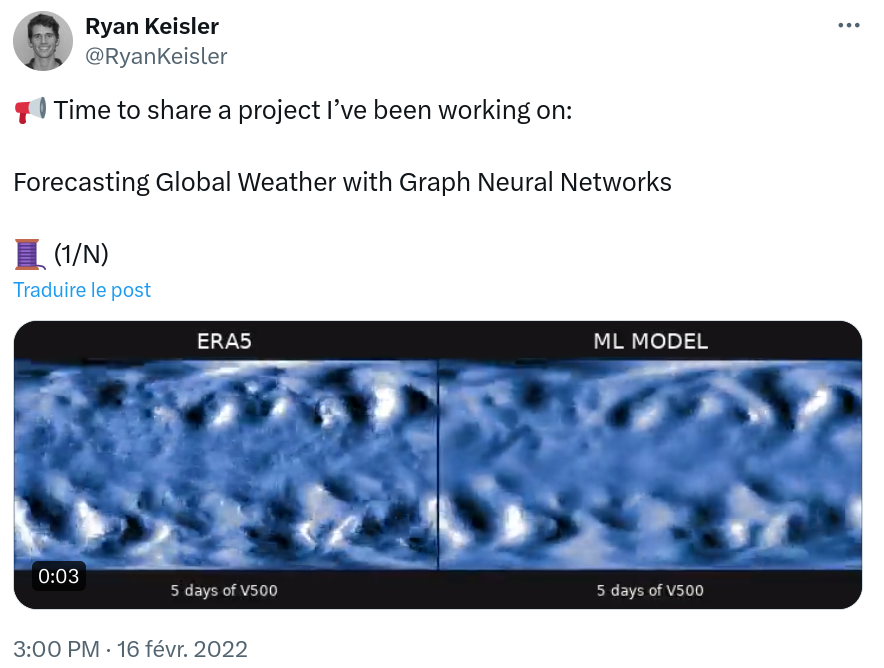 Ryan Keisler
@RyanKeisler
📢 Time to share a project I’ve been working on:
Forecasting Global Weather with Graph Neural Networks
🧵 (1/N)
Traduire le post
ERA5
ML MODEL
0:03
5 days of V500
5 days of V500
3:00 PM · 16 févr. 2022